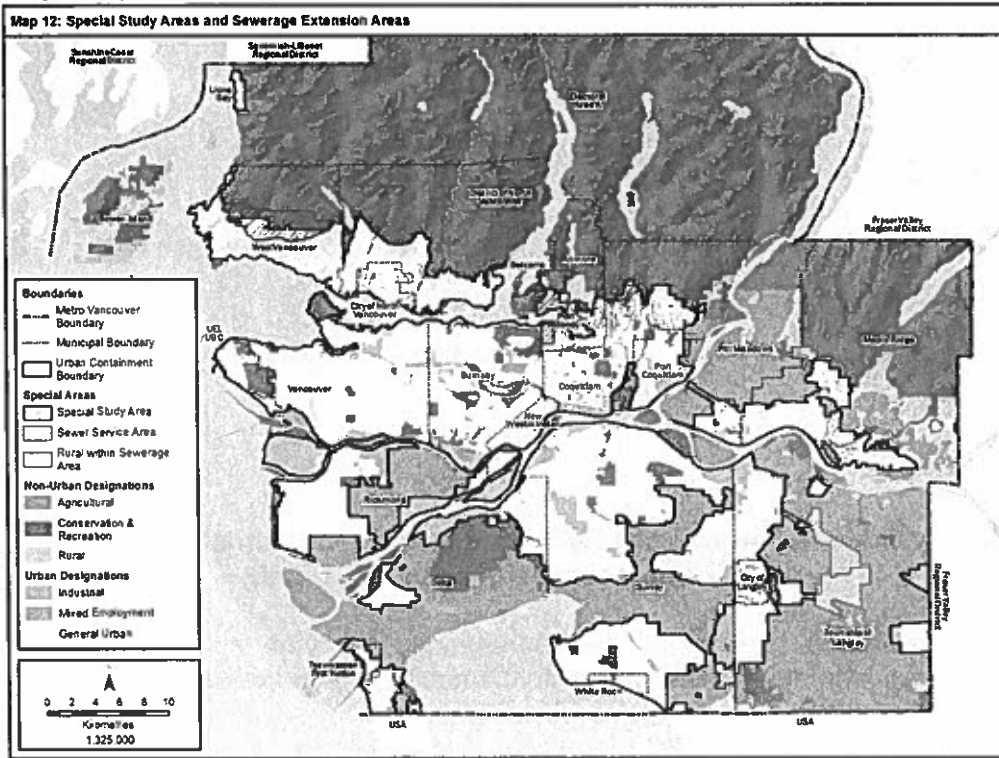 Map 12: Special Study Areas and Sewerage Extension Areas
Sunshine Coast
Regional District
Squamish-Lillooet
Regional District
Lions
Bay
Electoral
Area A
Bowen Island
Fraser Valley
Regional District
West Vancouver
Belcarra
Anmore
City of North
Vancouver
UEL
UBC
Pitt Meadows
Maple Ridge
Port
Coquitlam
Vancouver
Burnaby
Coquitlam
New
Westminster
Richmond
Delta
Surrey
City of
Langley
Township of
Langley
Fraser Valley
Regional District
Tsawwassen
First Nation
White Rock
USA
USA
Boundaries
Metro Vancouver
Boundary
Municipal Boundary
Urban Containment
Boundary
Special Areas
Special Study Area
Sewer Service Area
Rural within Sewerage
Area
Non-Urban Designations
Agricultural
Conservation &
Recreation
Rural
Urban Designations
Industrial
Mixed Employment
General Urban
0 2 4 6 8 10
Kilometres
1:325,000